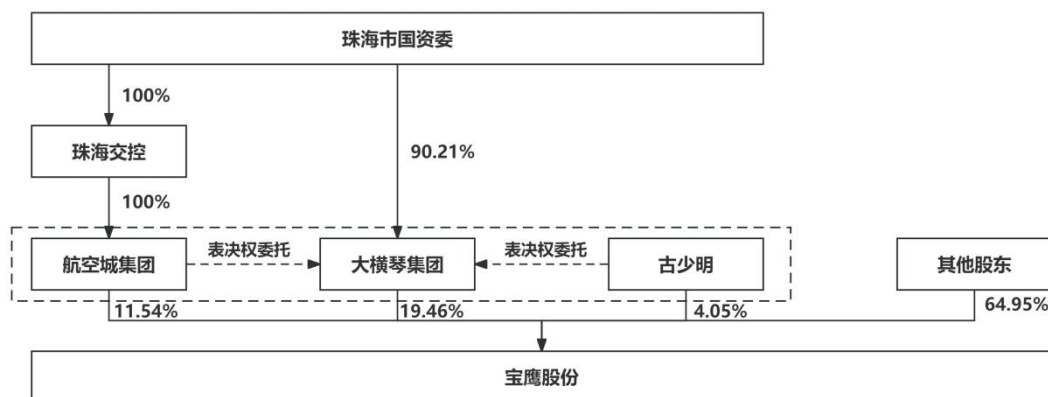 珠海市国资委
100%
珠海交控
90.21%
100%
表决权委托
表决权委托
航空城集团
大横琴集团
古少明
其他股东
11.54%
19.46%
4.05%
64.95%
宝鹰股份